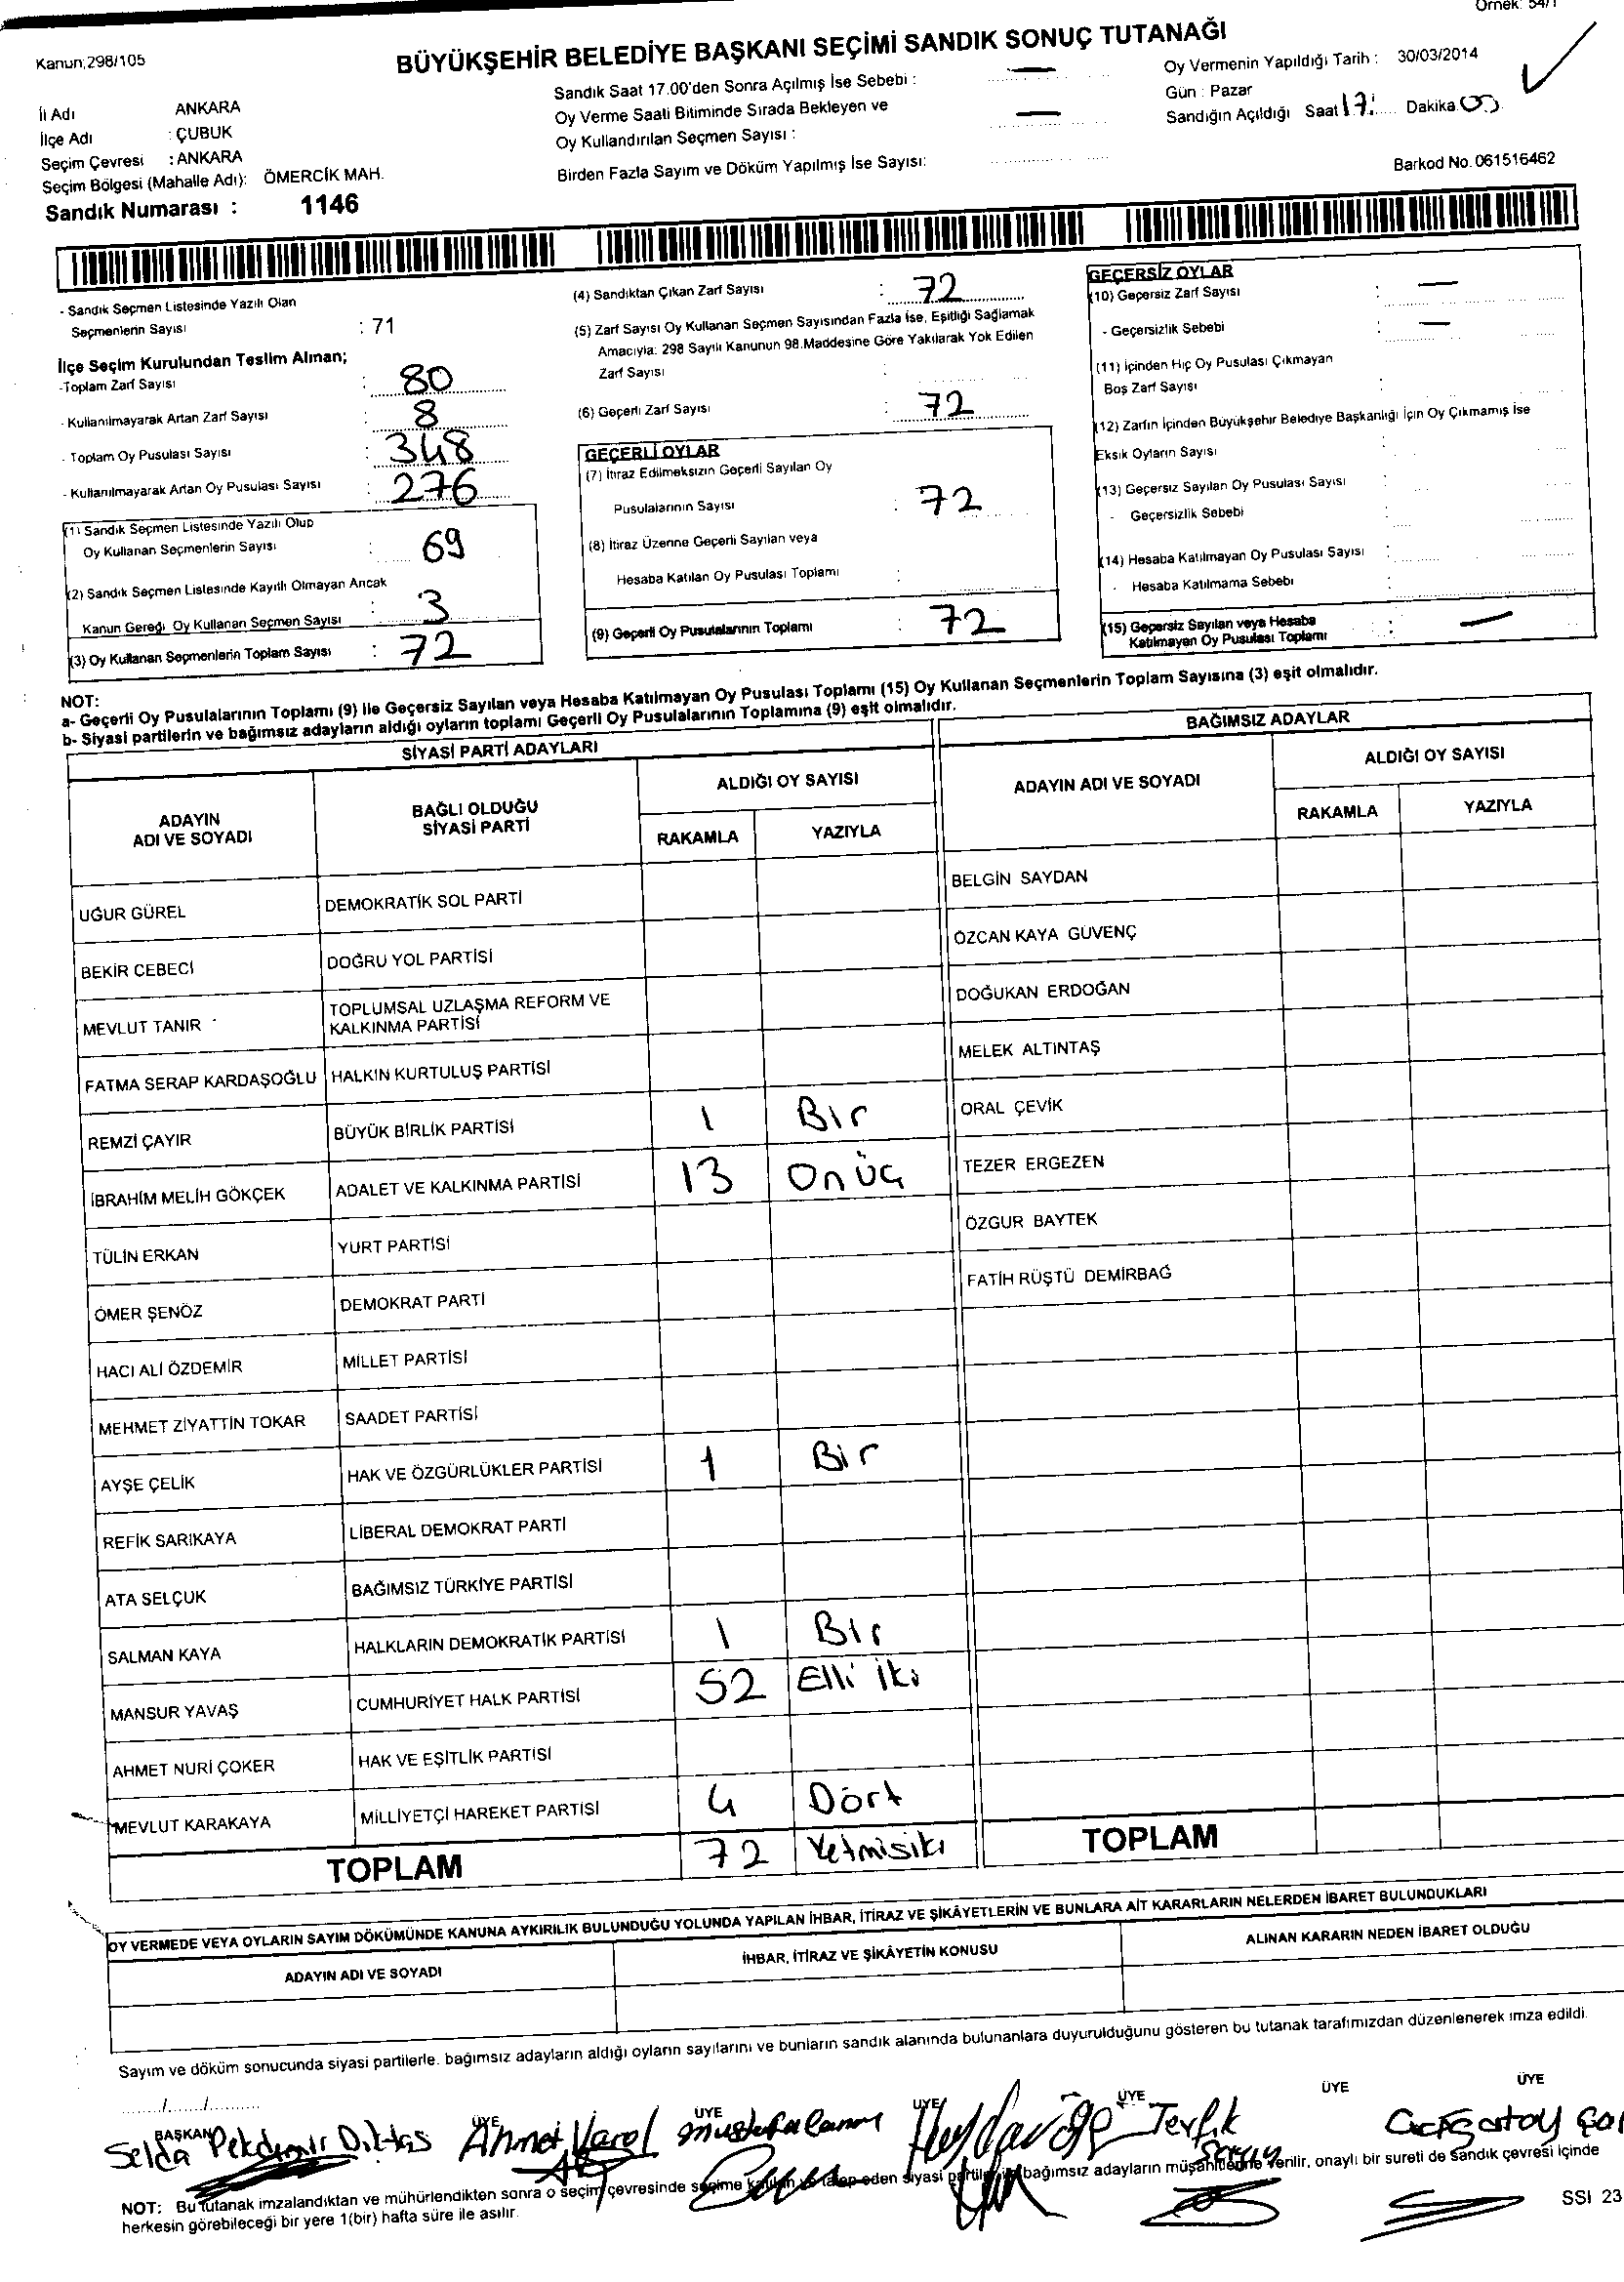 Örnek: 54/1
Kanun:298/105
BÜYÜKŞEHİR BELEDİYE BAŞKANI SEÇİMİ SANDIK SONUÇ TUTANAĞI
İl Adı ANKARA
İlçe Adı : ÇUBUK
Seçim Çevresi : ANKARA
Seçim Bölgesi (Mahalle Adı): ÖMERCİK MAH.
Sandık Numarası : 1146
Sandık Saat 17.00'den Sonra Açılmış İse Sebebi : —
Oy Verme Saati Bitiminde Sırada Bekleyen ve
Oy Kullandırılan Seçmen Sayısı : —
Birden Fazla Sayım ve Döküm Yapılmış İse Sayısı:
Oy Vermenin Yapıldığı Tarih : 30/03/2014
Gün : Pazar
Sandığın Açıldığı Saat 17: Dakika 00
Barkod No. 061516462
- Sandık Seçmen Listesinde Yazılı Olan
Seçmenlerin Sayısı : 71
İlçe Seçim Kurulundan Teslim Alınan;
-Toplam Zarf Sayısı : 80
- Kullanılmayarak Artan Zarf Sayısı : 8
- Toplam Oy Pusulası Sayısı : 348
- Kullanılmayarak Artan Oy Pusulası Sayısı : 276
(1) Sandık Seçmen Listesinde Yazılı Olup
Oy Kullanan Seçmenlerin Sayısı : 69
(2) Sandık Seçmen Listesinde Kayıtlı Olmayan Ancak
Kanun Gereği Oy Kullanan Seçmen Sayısı : 3
(3) Oy Kullanan Seçmenlerin Toplam Sayısı : 72
(4) Sandıktan Çıkan Zarf Sayısı : 72
(5) Zarf Sayısı Oy Kullanan Seçmen Sayısından Fazla İse, Eşitliği Sağlamak
Amacıyla: 298 Sayılı Kanunun 98.Maddesine Göre Yakılarak Yok Edilen
Zarf Sayısı :
(6) Geçerli Zarf Sayısı : 72
GEÇERLİ OYLAR
(7) İtiraz Edilmeksizin Geçerli Sayılan Oy
Pusulalarının Sayısı : 72
(8) İtiraz Üzerine Geçerli Sayılan veya
Hesaba Katılan Oy Pusulası Toplamı :
(9) Geçerli Oy Pusulalarının Toplamı : 72
GEÇERSİZ OYLAR
(10) Geçersiz Zarf Sayısı : —
- Geçersizlik Sebebi : —
(11) İçinden Hiç Oy Pusulası Çıkmayan
Boş Zarf Sayısı :
(12) Zarfın İçinden Büyükşehir Belediye Başkanlığı İçin Oy Çıkmamış İse
Eksik Oyların Sayısı :
(13) Geçersiz Sayılan Oy Pusulası Sayısı :
- Geçersizlik Sebebi :
(14) Hesaba Katılmayan Oy Pusulası Sayısı :
- Hesaba Katılmama Sebebi :
(15) Geçersiz Sayılan veya Hesaba
Katılmayan Oy Pusulası Toplamı : —
NOT:
a- Geçerli Oy Pusulalarının Toplamı (9) ile Geçersiz Sayılan veya Hesaba Katılmayan Oy Pusulası Toplamı (15) Oy Kullanan Seçmenlerin Toplam Sayısına (3) eşit olmalıdır.
b- Siyasi partilerin ve bağımsız adayların aldığı oyların toplamı Geçerli Oy Pusulalarının Toplamına (9) eşit olmalıdır.
SİYASİ PARTİ ADAYLARI
ADAYIN ADI VE SOYADI
BAĞLI OLDUĞU SİYASİ PARTİ
ALDIĞI OY SAYISI
RAKAMLA YAZIYLA
UĞUR GÜREL DEMOKRATİK SOL PARTİ
BEKİR CEBECİ DOĞRU YOL PARTİSİ
MEVLUT TANIR TOPLUMSAL UZLAŞMA REFORM VE
KALKINMA PARTİSİ
FATMA SERAP KARDAŞOĞLU HALKIN KURTULUŞ PARTİSİ
REMZİ ÇAYIR BÜYÜK BİRLİK PARTİSİ 1 Bir
İBRAHİM MELİH GÖKÇEK ADALET VE KALKINMA PARTİSİ 13 Onüç
TÜLİN ERKAN YURT PARTİSİ
ÖMER ŞENÖZ DEMOKRAT PARTİ
HACI ALİ ÖZDEMİR MİLLET PARTİSİ
MEHMET ZİYATTİN TOKAR SAADET PARTİSİ
AYŞE ÇELİK HAK VE ÖZGÜRLÜKLER PARTİSİ 1 Bir
REFİK SARIKAYA LİBERAL DEMOKRAT PARTİ
ATA SELÇUK BAĞIMSIZ TÜRKİYE PARTİSİ
SALMAN KAYA HALKLARIN DEMOKRATİK PARTİSİ 1 Bir
MANSUR YAVAŞ CUMHURİYET HALK PARTİSİ 52 Elli iki
AHMET NURİ ÇOKER HAK VE EŞİTLİK PARTİSİ
MEVLUT KARAKAYA MİLLİYETÇİ HAREKET PARTİSİ 4 Dört
TOPLAM 72 Yetmisiki
BAĞIMSIZ ADAYLAR
ADAYIN ADI VE SOYADI
ALDIĞI OY SAYISI
RAKAMLA YAZIYLA
BELGİN SAYDAN
ÖZCAN KAYA GÜVENÇ
DOĞUKAN ERDOĞAN
MELEK ALTINTAŞ
ORAL ÇEVİK
TEZER ERGEZEN
ÖZGUR BAYTEK
FATİH RÜŞTÜ DEMİRBAĞ
TOPLAM
OY VERMEDE VEYA OYLARIN SAYIM DÖKÜMÜNDE KANUNA AYKIRILIK BULUNDUĞU YOLUNDA YAPILAN İHBAR, İTİRAZ VE ŞİKÂYETLERİN VE BUNLARA AİT KARARLARIN NELERDEN İBARET BULUNDUKLARI
ADAYIN ADI VE SOYADI
İHBAR, İTİRAZ VE ŞİKÂYETİN KONUSU
ALINAN KARARIN NEDEN İBARET OLDUĞU
Sayım ve döküm sonucunda siyasi partilerle. bağımsız adayların aldığı oyların sayılarını ve bunların sandık alanında bulunanlara duyurulduğunu gösteren bu tutanak tarafımızdan düzenlenerek imza edildi.
......./......./............
BAŞKAN ÜYE ÜYE ÜYE ÜYE ÜYE ÜYE
Selda Pekdemir Ahmet Varol Tevfik
NOT: Bu tutanak imzalandıktan ve mühürlendikten sonra o seçim çevresinde seçime katılan ve talep eden siyasi partiler ile bağımsız adayların müşahitlerine verilir, onaylı bir sureti de sandık çevresi içinde
herkesin görebileceği bir yere 1(bir) hafta süre ile asılır.
SSI 23